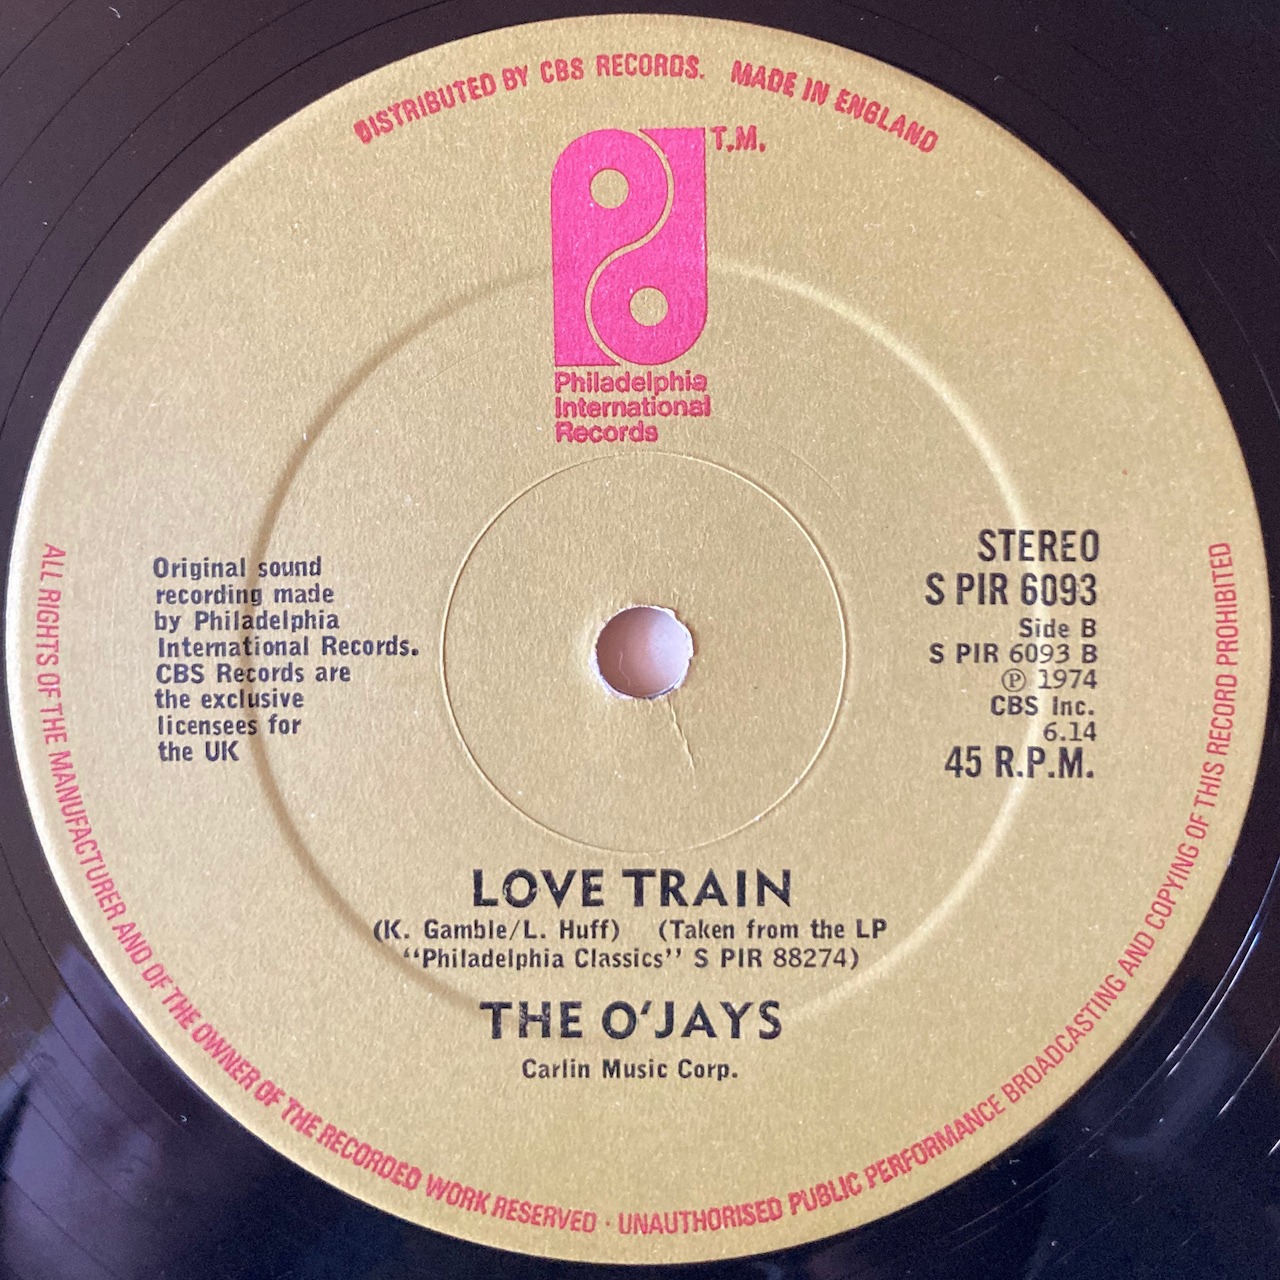 DISTRIBUTED BY CBS RECORDS. MADE IN ENGLAND
T.M.
Philadelphia
International
Records
Original sound
recording made
by Philadelphia
International Records.
CBS Records are
the exclusive
licensees for
the UK
STEREO
S PIR 6093
Side B
S PIR 6093 B
℗ 1974
CBS Inc.
6.14
45 R.P.M.
LOVE TRAIN
(K. Gamble/L. Huff) (Taken from the LP
“Philadelphia Classics” S PIR 88274)
THE O'JAYS
Carlin Music Corp.
ALL RIGHTS OF THE MANUFACTURER AND OF THE OWNER OF THE RECORDED WORK RESERVED · UNAUTHORISED PUBLIC PERFORMANCE BROADCASTING AND COPYING OF THIS RECORD PROHIBITED